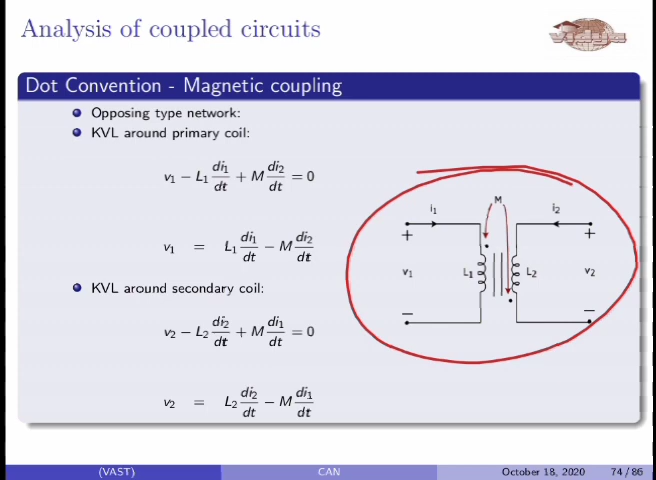 Analysis of coupled circuits
vidya
Dot Convention - Magnetic coupling
Opposing type network:
KVL around primary coil:
v₁ − L₁ di₁/dt + M di₂/dt = 0
v₁ = L₁ di₁/dt − M di₂/dt
KVL around secondary coil:
v₂ − L₂ di₂/dt + M di₁/dt = 0
v₂ = L₂ di₂/dt − M di₁/dt
M
i₁ i₂
+ +
v₁ L₁ L₂ v₂
− −
(VAST) CAN October 18, 2020 74 / 86